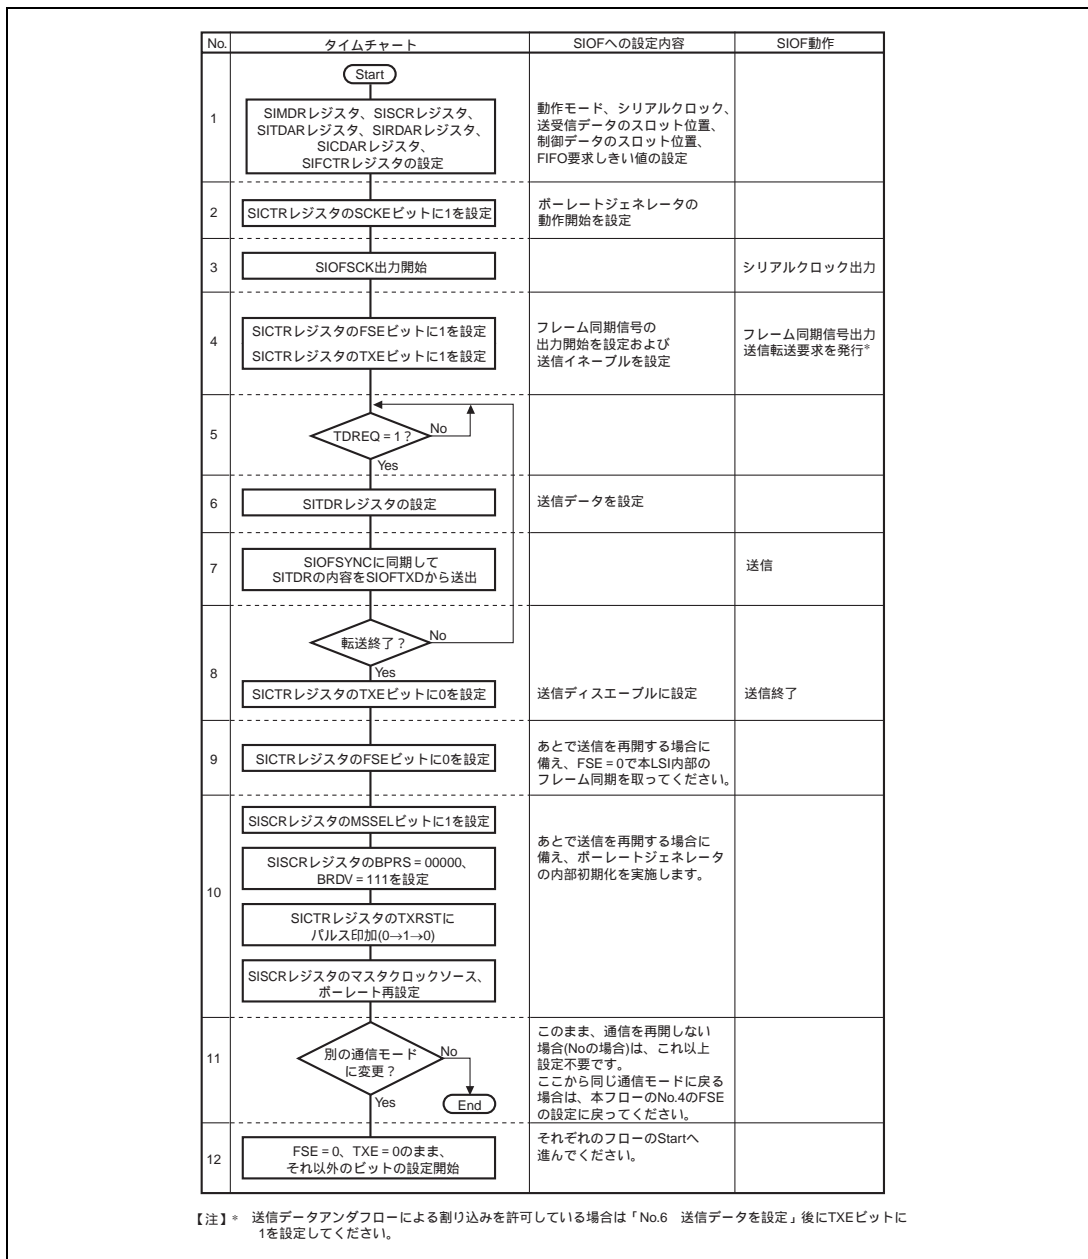 No. タイムチャート SIOFへの設定内容 SIOF動作
Start
1
SIMDRレジスタ、SISCRレジスタ、
SITDARレジスタ、SIRDARレジスタ、
SICDARレジスタ、
SIFCTRレジスタの設定
動作モード、シリアルクロック、
送受信データのスロット位置、
制御データのスロット位置、
FIFO要求しきい値の設定
2
SICTRレジスタのSCKEビットに1を設定
ボーレートジェネレータの
動作開始を設定
3
SIOFSCK出力開始
シリアルクロック出力
4
SICTRレジスタのFSEビットに1を設定
SICTRレジスタのTXEビットに1を設定
フレーム同期信号の
出力開始を設定および
送信イネーブルを設定
フレーム同期信号出力
送信転送要求を発行*
5
TDREQ = 1？
No
Yes
6
SITDRレジスタの設定
送信データを設定
7
SIOFSYNCに同期して
SITDRの内容をSIOFTXDから送出
送信
8
転送終了？
No
Yes
SICTRレジスタのTXEビットに0を設定
送信ディスエーブルに設定
送信終了
9
SICTRレジスタのFSEビットに0を設定
あとで送信を再開する場合に
備え、FSE = 0で本LSI内部の
フレーム同期を取ってください。
10
SISCRレジスタのMSSELビットに1を設定
SISCRレジスタのBPRS = 00000、
BRDV = 111を設定
SICTRレジスタのTXRSTに
パルス印加(0→1→0)
SISCRレジスタのマスタクロックソース、
ボーレート再設定
あとで送信を再開する場合に
備え、ボーレートジェネレータ
の内部初期化を実施します。
11
別の通信モード
に変更？
No
Yes
End
このまま、通信を再開しない
場合(Noの場合)は、これ以上
設定不要です。
ここから同じ通信モードに戻る
場合は、本フローのNo.4のFSE
の設定に戻ってください。
12
FSE = 0、TXE = 0のまま、
それ以外のビットの設定開始
それぞれのフローのStartへ
進んでください。
【注】* 送信データアンダフローによる割り込みを許可している場合は「No.6 送信データを設定」後にTXEビットに
1を設定してください。